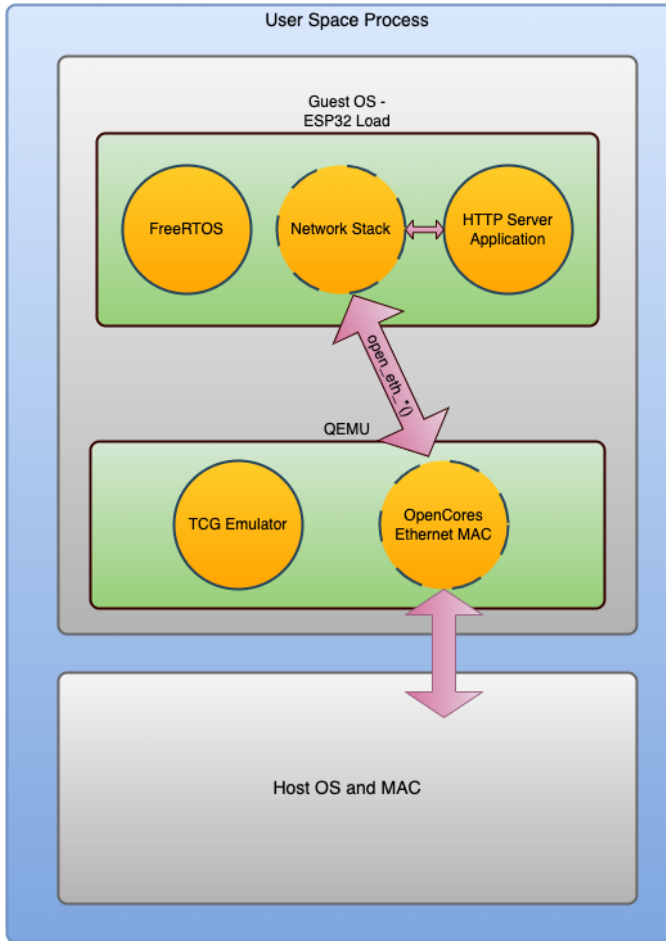 User Space Process
Guest OS -
ESP32 Load
FreeRTOS
Network Stack
HTTP Server
Application
open_eth_*()
QEMU
TCG Emulator
OpenCores
Ethernet MAC
Host OS and MAC